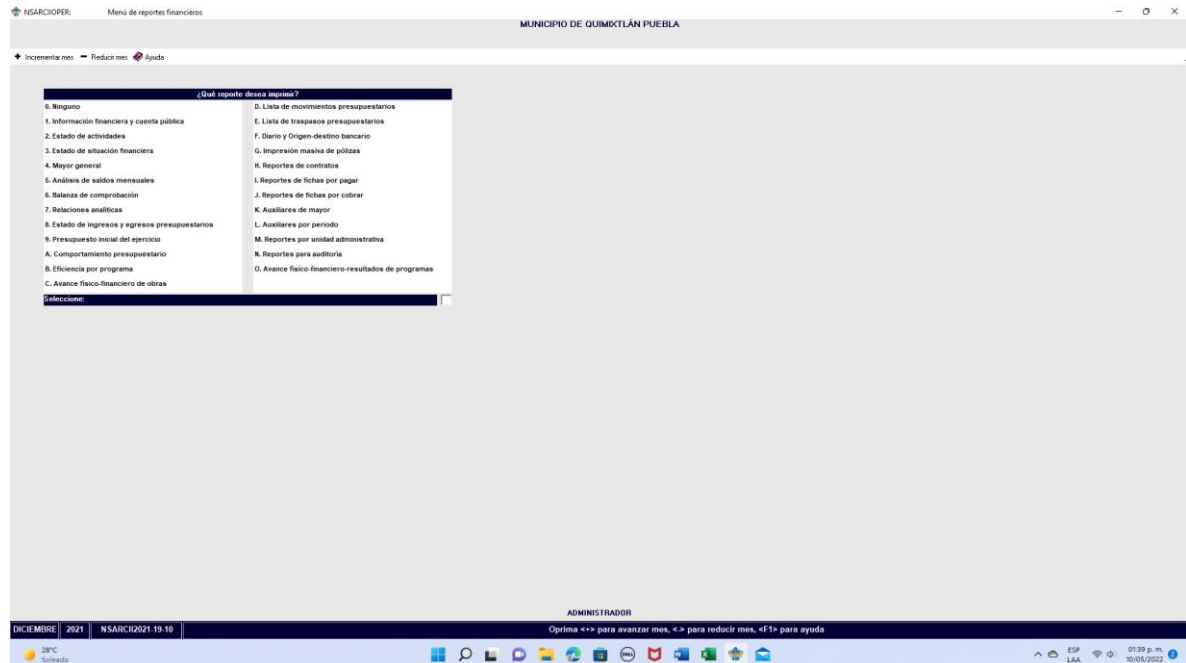 NSARCIIOPER: Menú de reportes financieros
MUNICIPIO DE QUIMIXTLÁN PUEBLA
Incrementar mes Reducir mes Ayuda
¿Qué reporte desea imprimir?
0. Ninguno
1. Información financiera y cuenta pública
2. Estado de actividades
3. Estado de situación financiera
4. Mayor general
5. Análisis de saldos mensuales
6. Balanza de comprobación
7. Relaciones analíticas
8. Estado de ingresos y egresos presupuestarios
9. Presupuesto inicial del ejercicio
A. Comportamiento presupuestario
B. Eficiencia por programa
C. Avance físico-financiero de obras
D. Lista de movimientos presupuestarios
E. Lista de traspasos presupuestarios
F. Diario y Origen-destino bancario
G. Impresión masiva de pólizas
H. Reportes de contratos
I. Reportes de fichas por pagar
J. Reportes de fichas por cobrar
K. Auxiliares de mayor
L. Auxiliares por periodo
M. Reportes por unidad administrativa
N. Reportes para auditoría
O. Avance físico-financiero-resultados de programas
Seleccione:
ADMINISTRADOR
DICIEMBRE 2021 NSARCII2021-19-10 Oprima <+> para avanzar mes, <-> para reducir mes, <F1> para ayuda
28°C
Soleado
DELL
ESP
LAA
01:39 p. m.
10/05/2022
2